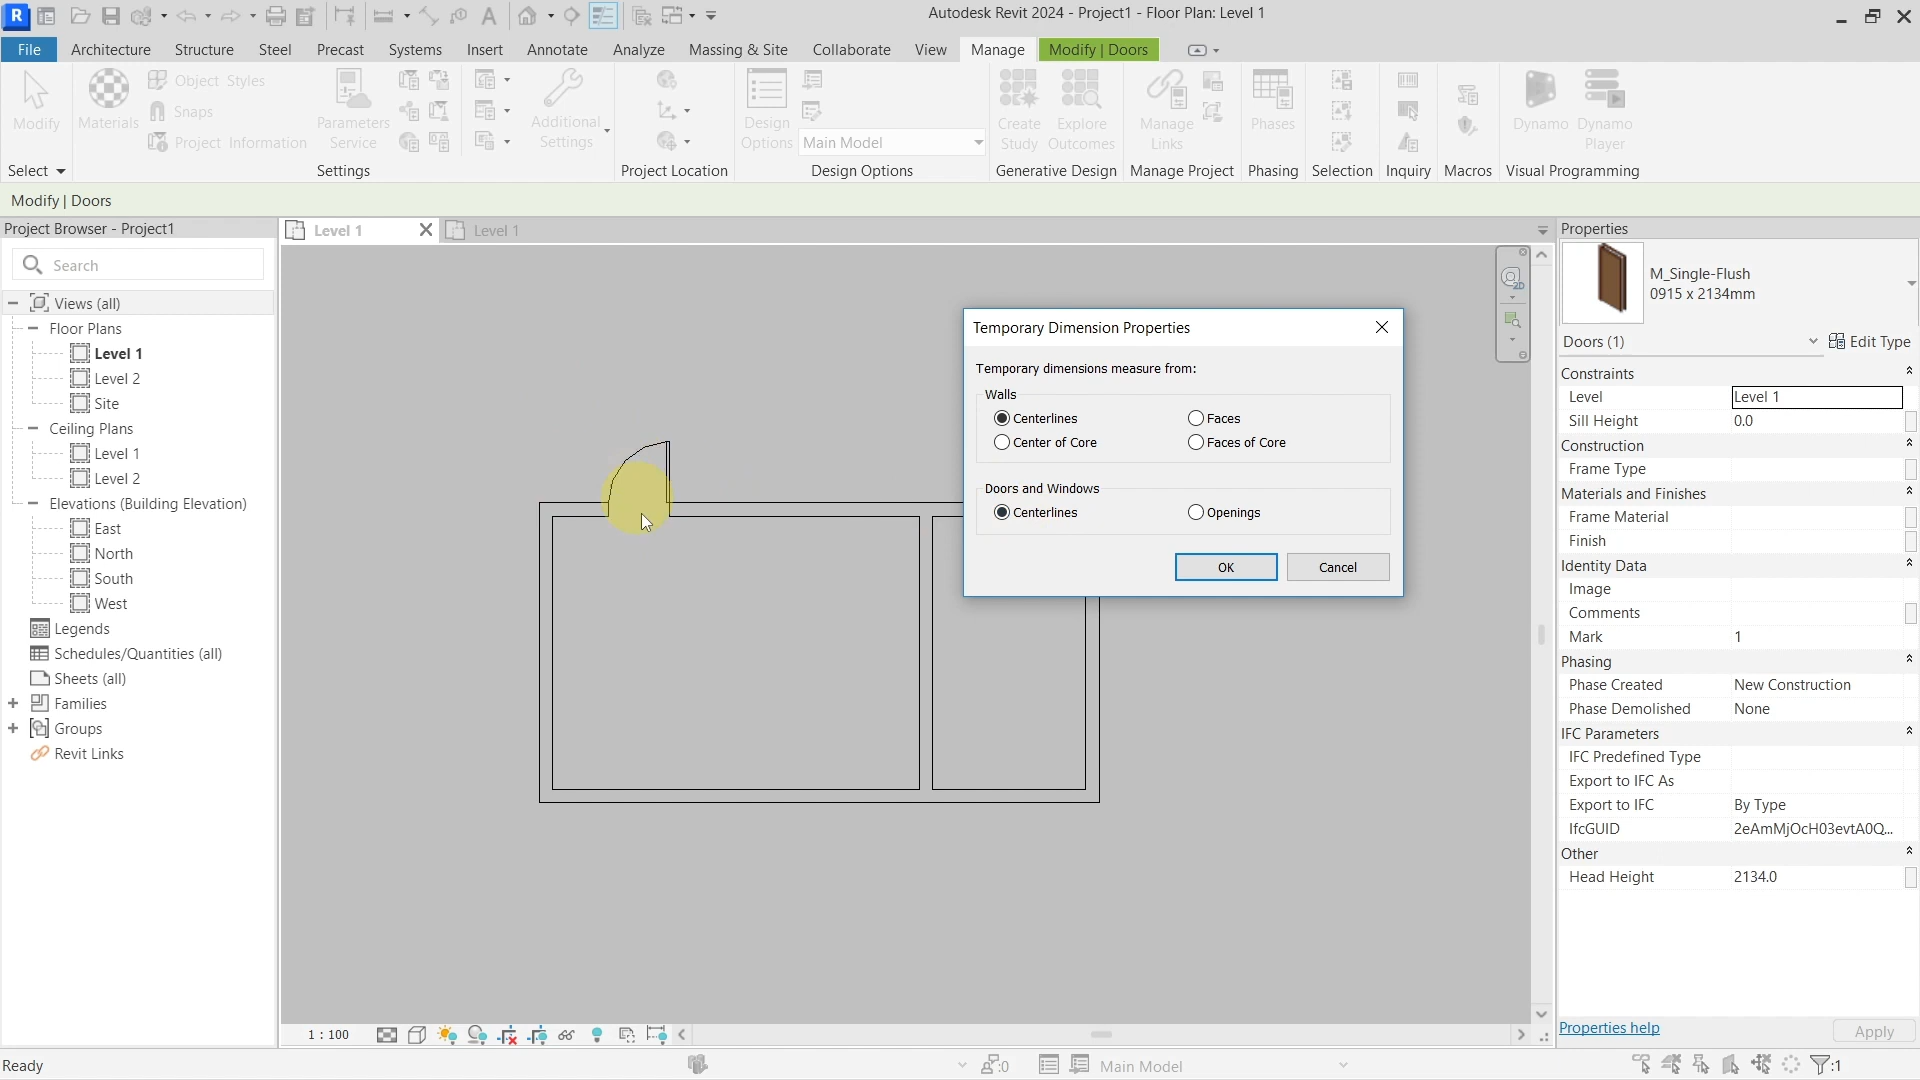 R
A
Autodesk Revit 2024 - Project1 - Floor Plan: Level 1
File Architecture Structure Steel Precast Systems Insert Annotate Analyze Massing & Site Collaborate View Manage Modify | Doors
Modify
Materials
Object Styles
Snaps
Project Information
Parameters
Service
Additional
Settings
Design
Options
Main Model
Create
Study
Explore
Outcomes
Manage
Links
Phases
Dynamo
Dynamo
Player
Select Settings Project Location Design Options Generative Design Manage Project Phasing Selection Inquiry Macros Visual Programming
Modify | Doors
Project Browser - Project1
Search
Views (all)
Floor Plans
Level 1
Level 2
Site
Ceiling Plans
Level 1
Level 2
Elevations (Building Elevation)
East
North
South
West
Legends
Schedules/Quantities (all)
Sheets (all)
Families
Groups
Revit Links
Level 1
Level 1
2D
Temporary Dimension Properties
Temporary dimensions measure from:
Walls
Centerlines
Faces
Center of Core
Faces of Core
Doors and Windows
Centerlines
Openings
OK
Cancel
Properties
M_Single-Flush
0915 x 2134mm
Doors (1)
Edit Type
Constraints
Level Level 1
Sill Height 0.0
Construction
Frame Type
Materials and Finishes
Frame Material
Finish
Identity Data
Image
Comments
Mark 1
Phasing
Phase Created New Construction
Phase Demolished None
IFC Parameters
IFC Predefined Type
Export to IFC As
Export to IFC By Type
IfcGUID 2eAmMjOcH03evtA0Q...
Other
Head Height 2134.0
Properties help
Apply
1 : 100
Ready
:0
Main Model
:1